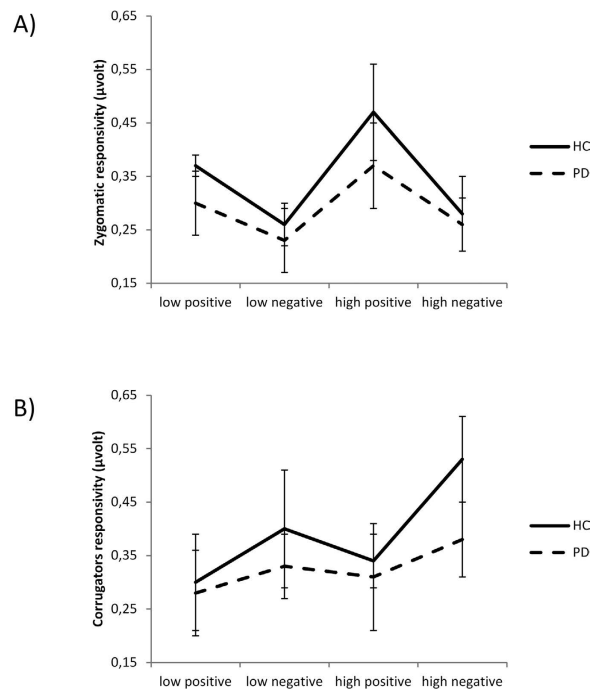 A)
Zygomatic responsivity (µvolt)
0,65
0,55
0,45
0,35
0,25
0,15
low positive low negative high positive high negative
HC
PD
B)
Corrugators responsivity (µvolt)
0,65
0,55
0,45
0,35
0,25
0,15
low positive low negative high positive high negative
HC
PD